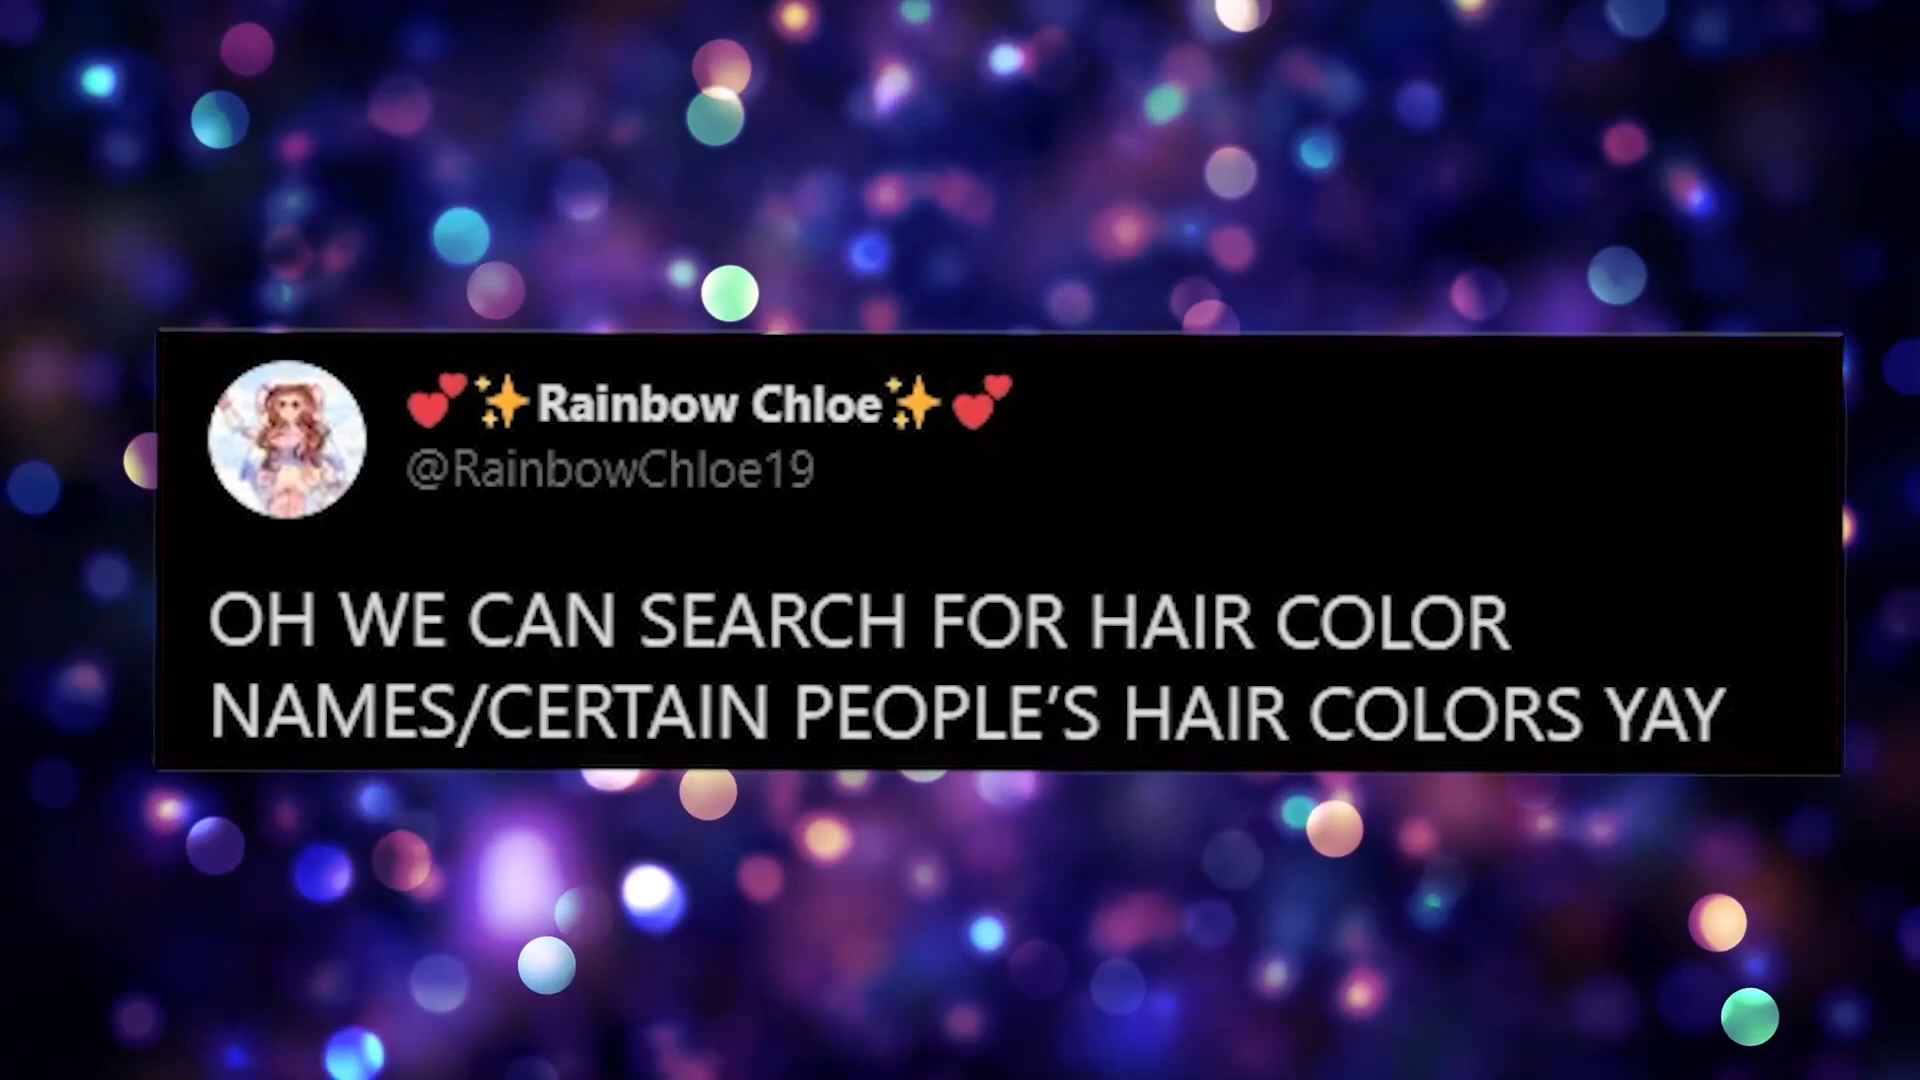 💕✨Rainbow Chloe✨💕
@RainbowChloe19
OH WE CAN SEARCH FOR HAIR COLOR
NAMES/CERTAIN PEOPLE’S HAIR COLORS YAY